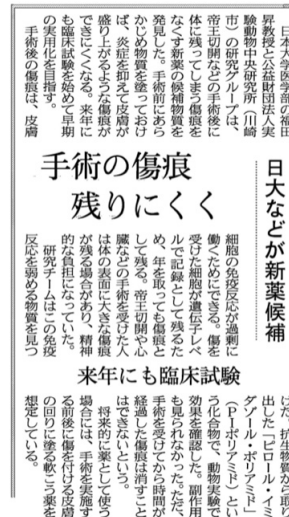 日大などが新薬候補
手術の傷痕
残りにくく
来年にも臨床試験
日本大学医学部の福田
昇教授と公益財団法人実
験動物中央研究所(川崎
市)の研究グループは、
帝王切開などの手術後に
体に残ってしまう傷痕を
なくす新薬の候補物質を
発見した。手術前にあら
かじめ物質を塗っておけ
ば、炎症を抑えて皮膚が
盛り上がるような傷痕が
できにくくなる。来年に
も臨床試験を始めて早期
の実用化を目指す。
手術後の傷痕は、皮膚
細胞の免疫反応が過剰に
働くためにできる。傷を
受けた細胞が遺伝子レベ
ルで記録として残るた
め、年を取っても傷痕と
して残る。帝王切開や心
臓などの手術を受けた人
は体の表面に大きな傷痕
が残る場合があり、精神
的な負担になっていた。
研究チームはこの免疫
反応を弱める物質を見つ
けた。抗生物質から取り
出した「ピロール・イミ
ダゾール・ポリアミド」
(PIポリアミド)とい
う化合物で、動物実験で
効果を確認した。副作用
も見られなかった。ただ、
手術を受けてから時間が
経過した傷痕は消すこと
はできないという。
将来的に薬として使う
場合には、手術を実施す
る前後に傷を付ける皮膚
の回りに塗る軟こう薬を
想定している。